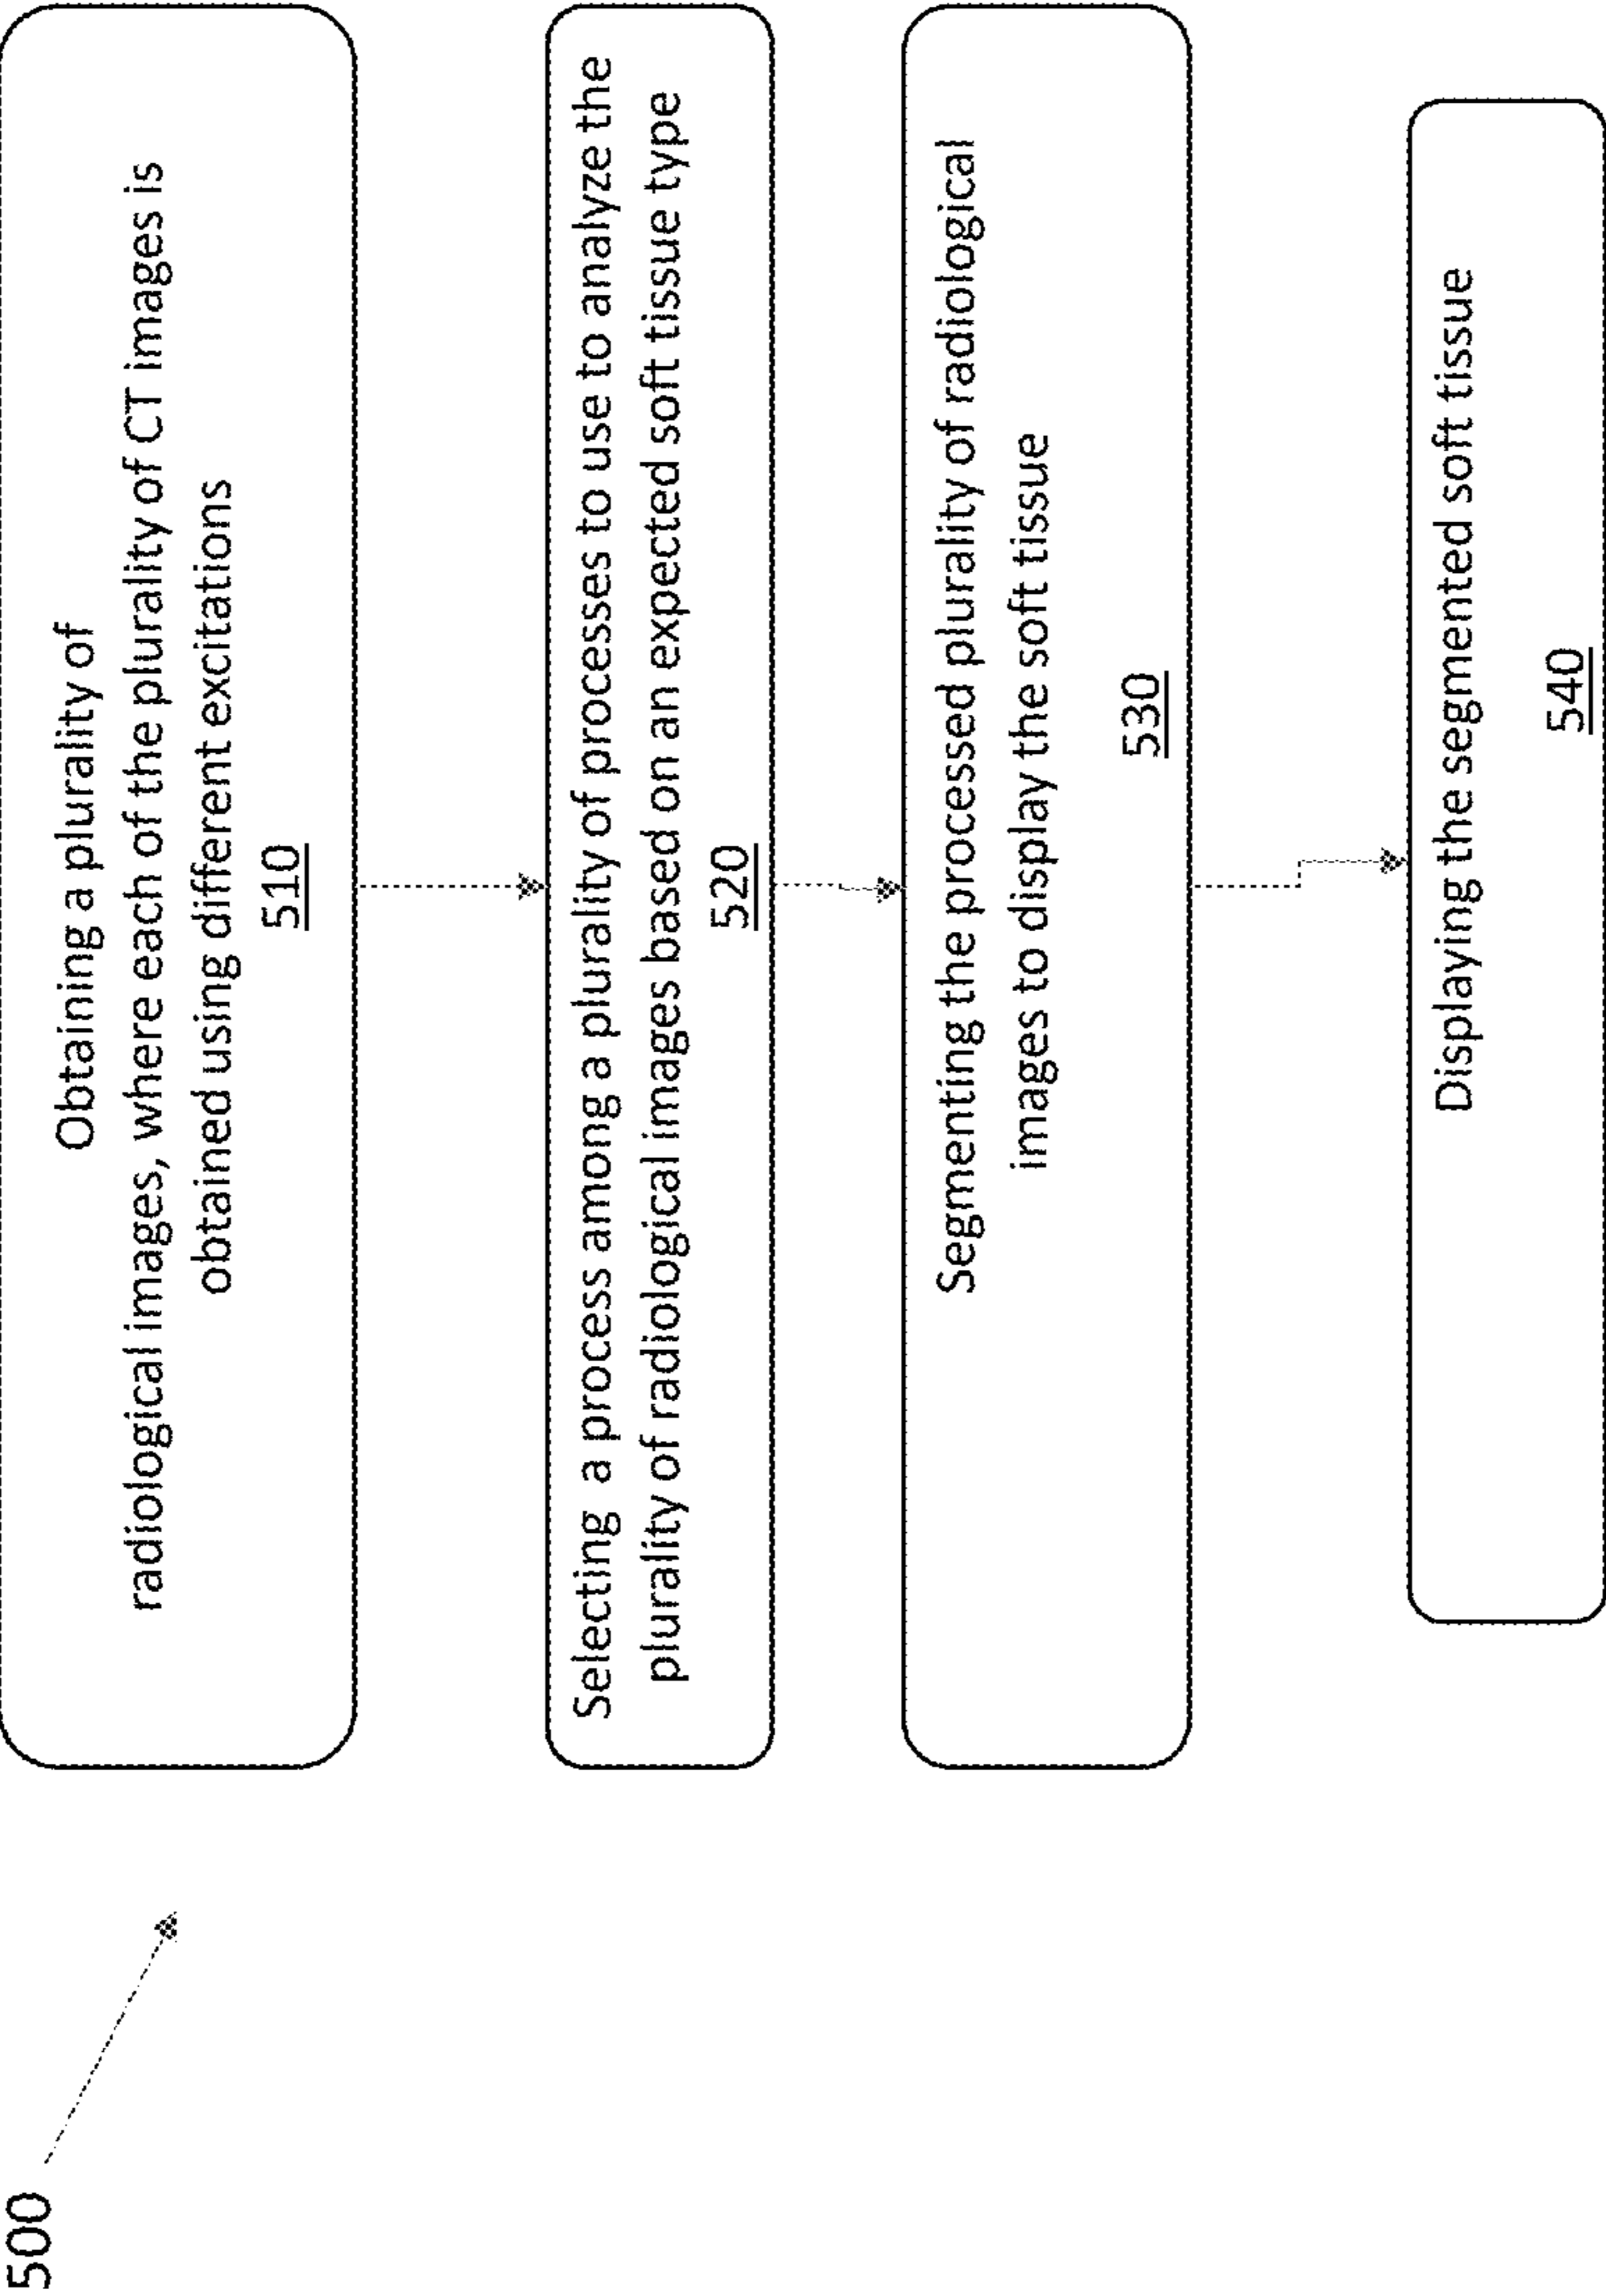 500
Obtaining a plurality of
radiological images, where each of the plurality of CT images is
obtained using different excitations
510
Selecting a process among a plurality of processes to use to analyze the
plurality of radiological images based on an expected soft tissue type
520
Segmenting the processed plurality of radiological
images to display the soft tissue
530
Displaying the segmented soft tissue
540